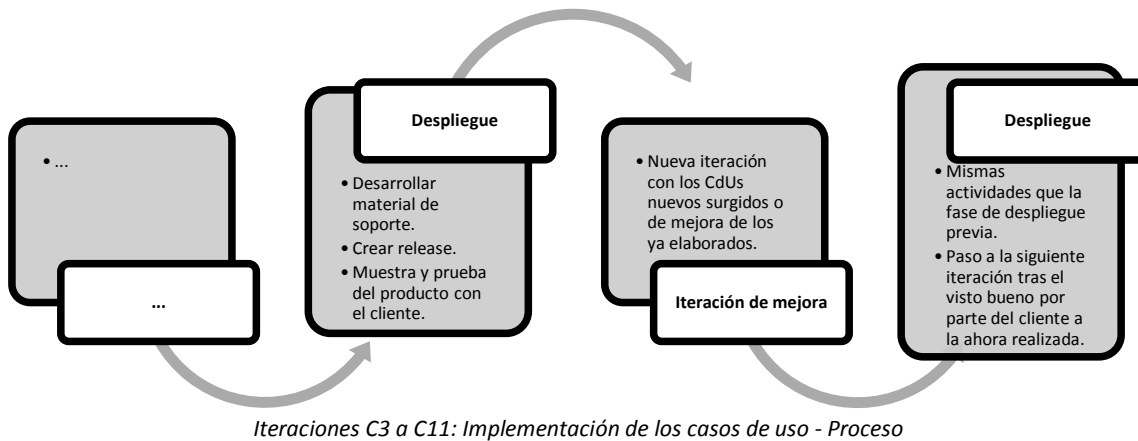 • ...
...
Despliegue
• Desarrollar
material de
soporte.
• Crear release.
• Muestra y prueba
del producto con
el cliente.
• Nueva iteración
con los CdUs
nuevos surgidos o
de mejora de los
ya elaborados.
Iteración de mejora
Despliegue
• Mismas
actividades que la
fase de despliegue
previa.
• Paso a la siguiente
iteración tras el
visto bueno por
parte del cliente a
la ahora realizada.
Iteraciones C3 a C11: Implementación de los casos de uso - Proceso